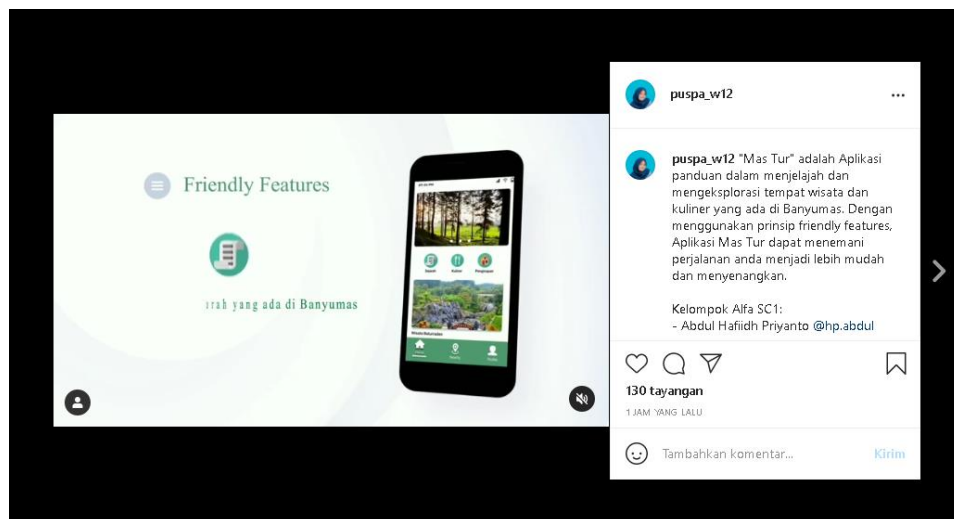 Friendly Features
arah yang ada di Banyumas
puspa_w12
puspa_w12 "Mas Tur" adalah Aplikasi
panduan dalam menjelajah dan
mengeksplorasi tempat wisata dan
kuliner yang ada di Banyumas. Dengan
menggunakan prinsip friendly features,
Aplikasi Mas Tur dapat menemani
perjalanan anda menjadi lebih mudah
dan menyenangkan.
Kelompok Alfa SC1:
- Abdul Hafiidh Priyanto @hp.abdul
130 tayangan
1 JAM YANG LALU
Tambahkan komentar...
Kirim